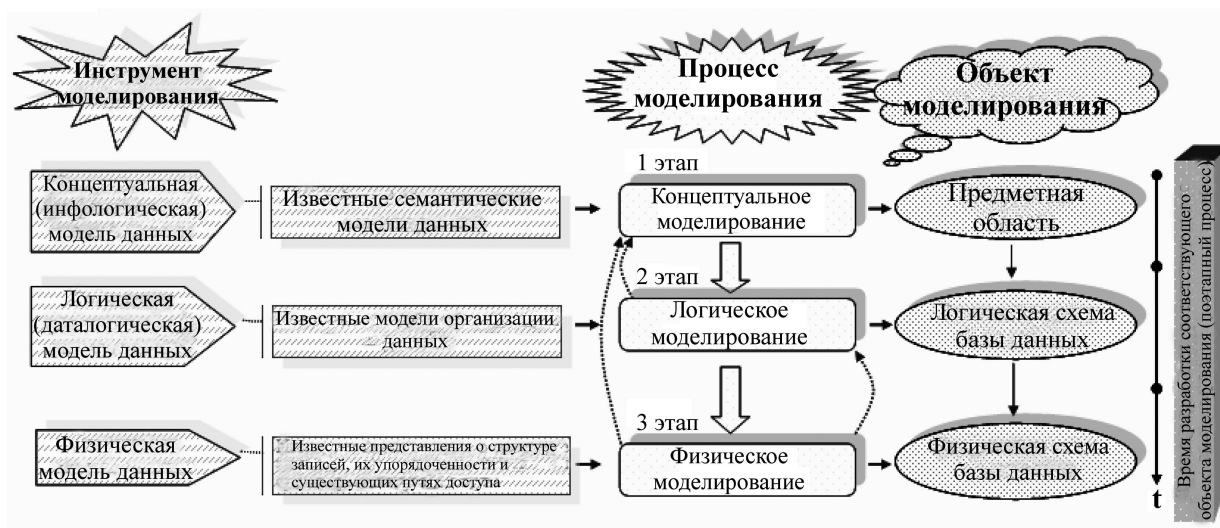 Инструмент
моделирования
Процесс
моделирования
Объект
моделирования
1 этап
Концептуальная
(инфологическая)
модель данных
Известные семантические
модели данных
Концептуальное
моделирование
Предметная
область
2 этап
Логическая
(даталогическая)
модель данных
Известные модели организации
данных
Логическое
моделирование
Логическая схема
базы данных
3 этап
Физическая
модель данных
Известные представления о структуре
записей, их упорядоченности и
существующих путях доступа
Физическое
моделирование
Физическая схема
базы данных
t
Время разработки соответствующего
объекта моделирования (поэтапный процесс)